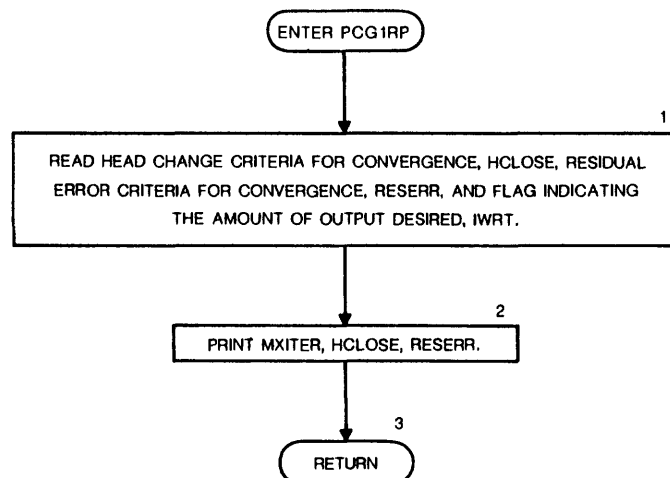 ENTER PCG1RP
1
READ HEAD CHANGE CRITERIA FOR CONVERGENCE, HCLOSE, RESIDUAL
ERROR CRITERIA FOR CONVERGENCE, RESERR, AND FLAG INDICATING
THE AMOUNT OF OUTPUT DESIRED, IWRT.
2
PRINT MXITER, HCLOSE, RESERR.
3
RETURN